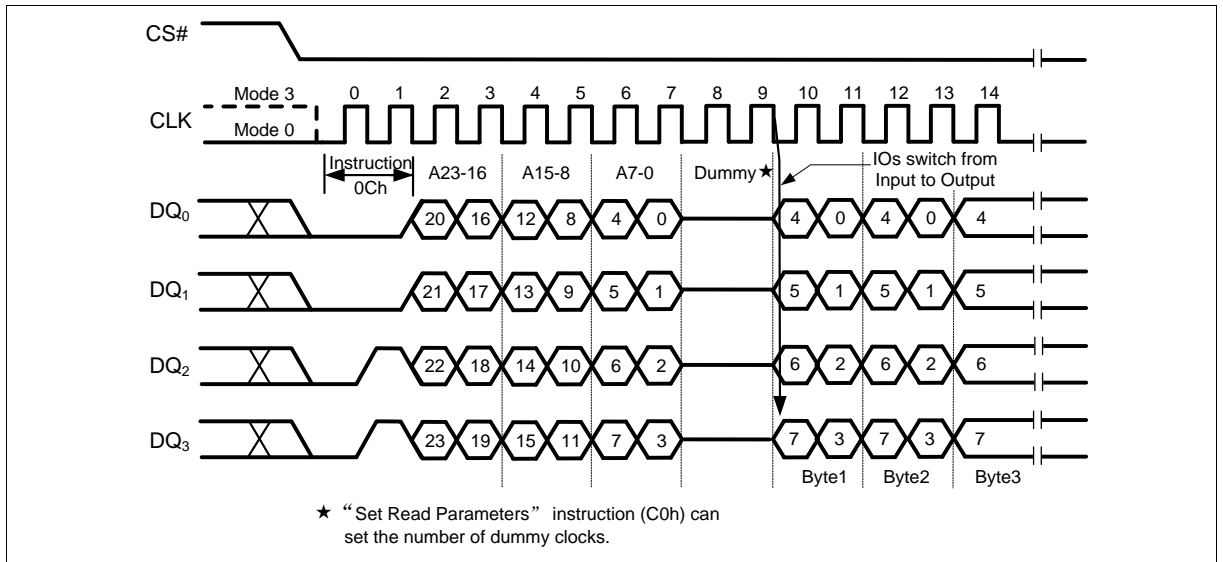 CS#
Mode 3
0 1 2 3 4 5 6 7 8 9 10 11 12 13 14
CLK
Mode 0
Instruction
0Ch
A23-16 A15-8 A7-0 Dummy★
IOs switch from
Input to Output
DQ0 20 16 12 8 4 0 4 0 4 0 4
DQ1 21 17 13 9 5 1 5 1 5 1 5
DQ2 22 18 14 10 6 2 6 2 6 2 6
DQ3 23 19 15 11 7 3 7 3 7 3 7
Byte1 Byte2 Byte3
★ “Set Read Parameters” instruction (C0h) can
set the number of dummy clocks.